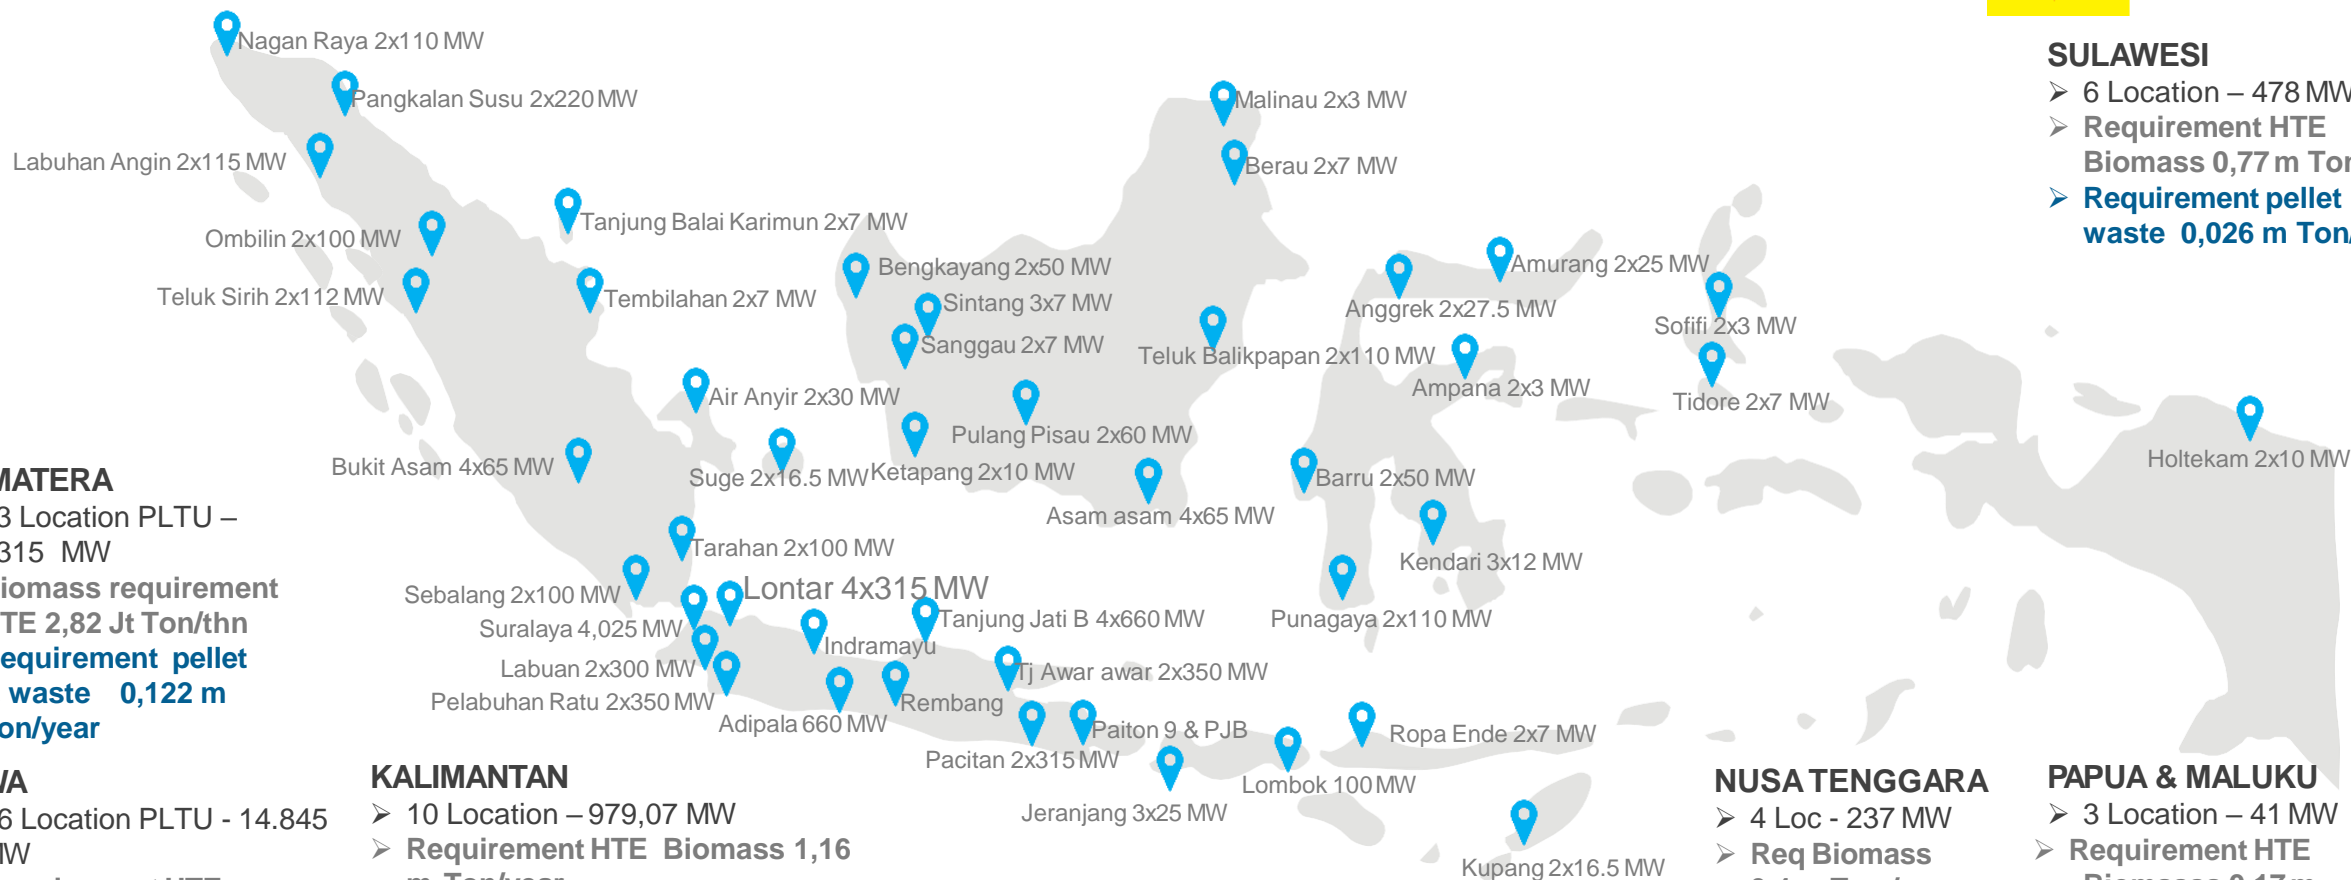 Nagan Raya 2x110 MW
Pangkalan Susu 2x220 MW
Labuhan Angin 2x115 MW
Ombilin 2x100 MW
Teluk Sirih 2x112 MW
Tanjung Balai Karimun 2x7 MW
Tembilahan 2x7 MW
Air Anyir 2x30 MW
Bukit Asam 4x65 MW
Suge 2x16.5 MW
Tarahan 2x100 MW
Sebalang 2x100 MW
Malinau 2x3 MW
Berau 2x7 MW
Bengkayang 2x50 MW
Sintang 3x7 MW
Sanggau 2x7 MW
Teluk Balikpapan 2x110 MW
Pulang Pisau 2x60 MW
Ketapang 2x10 MW
Asam asam 4x65 MW
Amurang 2x25 MW
Anggrek 2x27.5 MW
Ampana 2x3 MW
Barru 2x50 MW
Kendari 3x12 MW
Punagaya 2x110 MW
Sofifi 2x3 MW
Tidore 2x7 MW
Holtekam 2x10 MW
Lontar 4x315 MW
Suralaya 4,025 MW
Labuan 2x300 MW
Pelabuhan Ratu 2x350 MW
Indramayu
Tanjung Jati B 4x660 MW
Tj Awar awar 2x350 MW
Rembang
Adipala 660 MW
Paiton 9 & PJB
Pacitan 2x315 MW
Jeranjang 3x25 MW
Lombok 100 MW
Ropa Ende 2x7 MW
Kupang 2x16.5 MW
SULAWESI
➢ 6 Location – 478 MW
➢ Requirement HTE
Biomass 0,77 m Ton
➢ Requirement pellet
waste 0,026 m Ton/
MATERA
3 Location PLTU –
315 MW
iomass requirement
TE 2,82 Jt Ton/thn
equirement pellet
waste 0,122 m
on/year
WA
6 Location PLTU - 14.845
MW
KALIMANTAN
➢ 10 Location – 979,07 MW
➢ Requirement HTE Biomass 1,16
m Ton/year
NUSA TENGGARA
➢ 4 Loc - 237 MW
➢ Req Biomass
PAPUA & MALUKU
➢ 3 Location – 41 MW
➢ Requirement HTE
Biomass 0,17 m